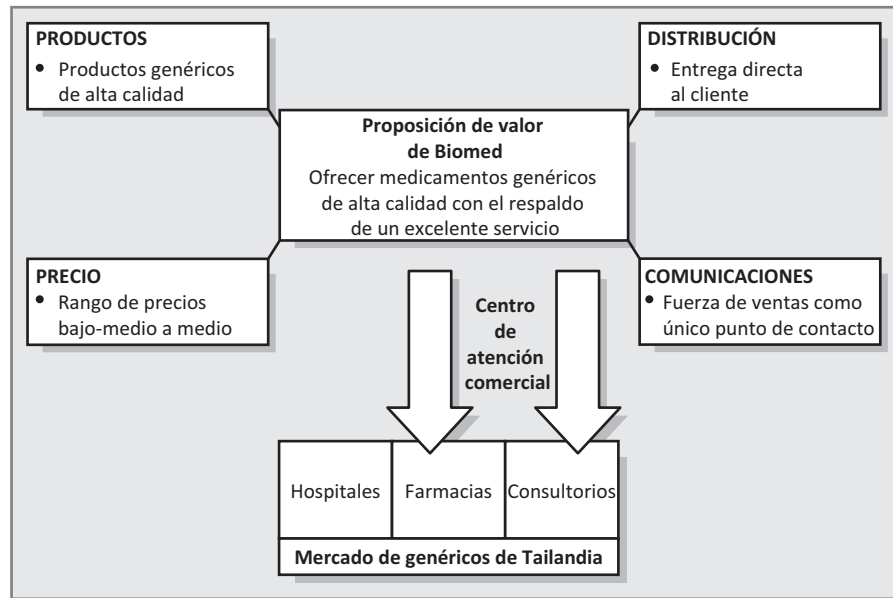 PRODUCTOS
• Productos genéricos
de alta calidad
DISTRIBUCIÓN
• Entrega directa
al cliente
Proposición de valor
de Biomed
Ofrecer medicamentos genéricos
de alta calidad con el respaldo
de un excelente servicio
PRECIO
• Rango de precios
bajo-medio a medio
COMUNICACIONES
• Fuerza de ventas como
único punto de contacto
Centro
de
atención
comercial
Hospitales
Farmacias
Consultorios
Mercado de genéricos de Tailandia